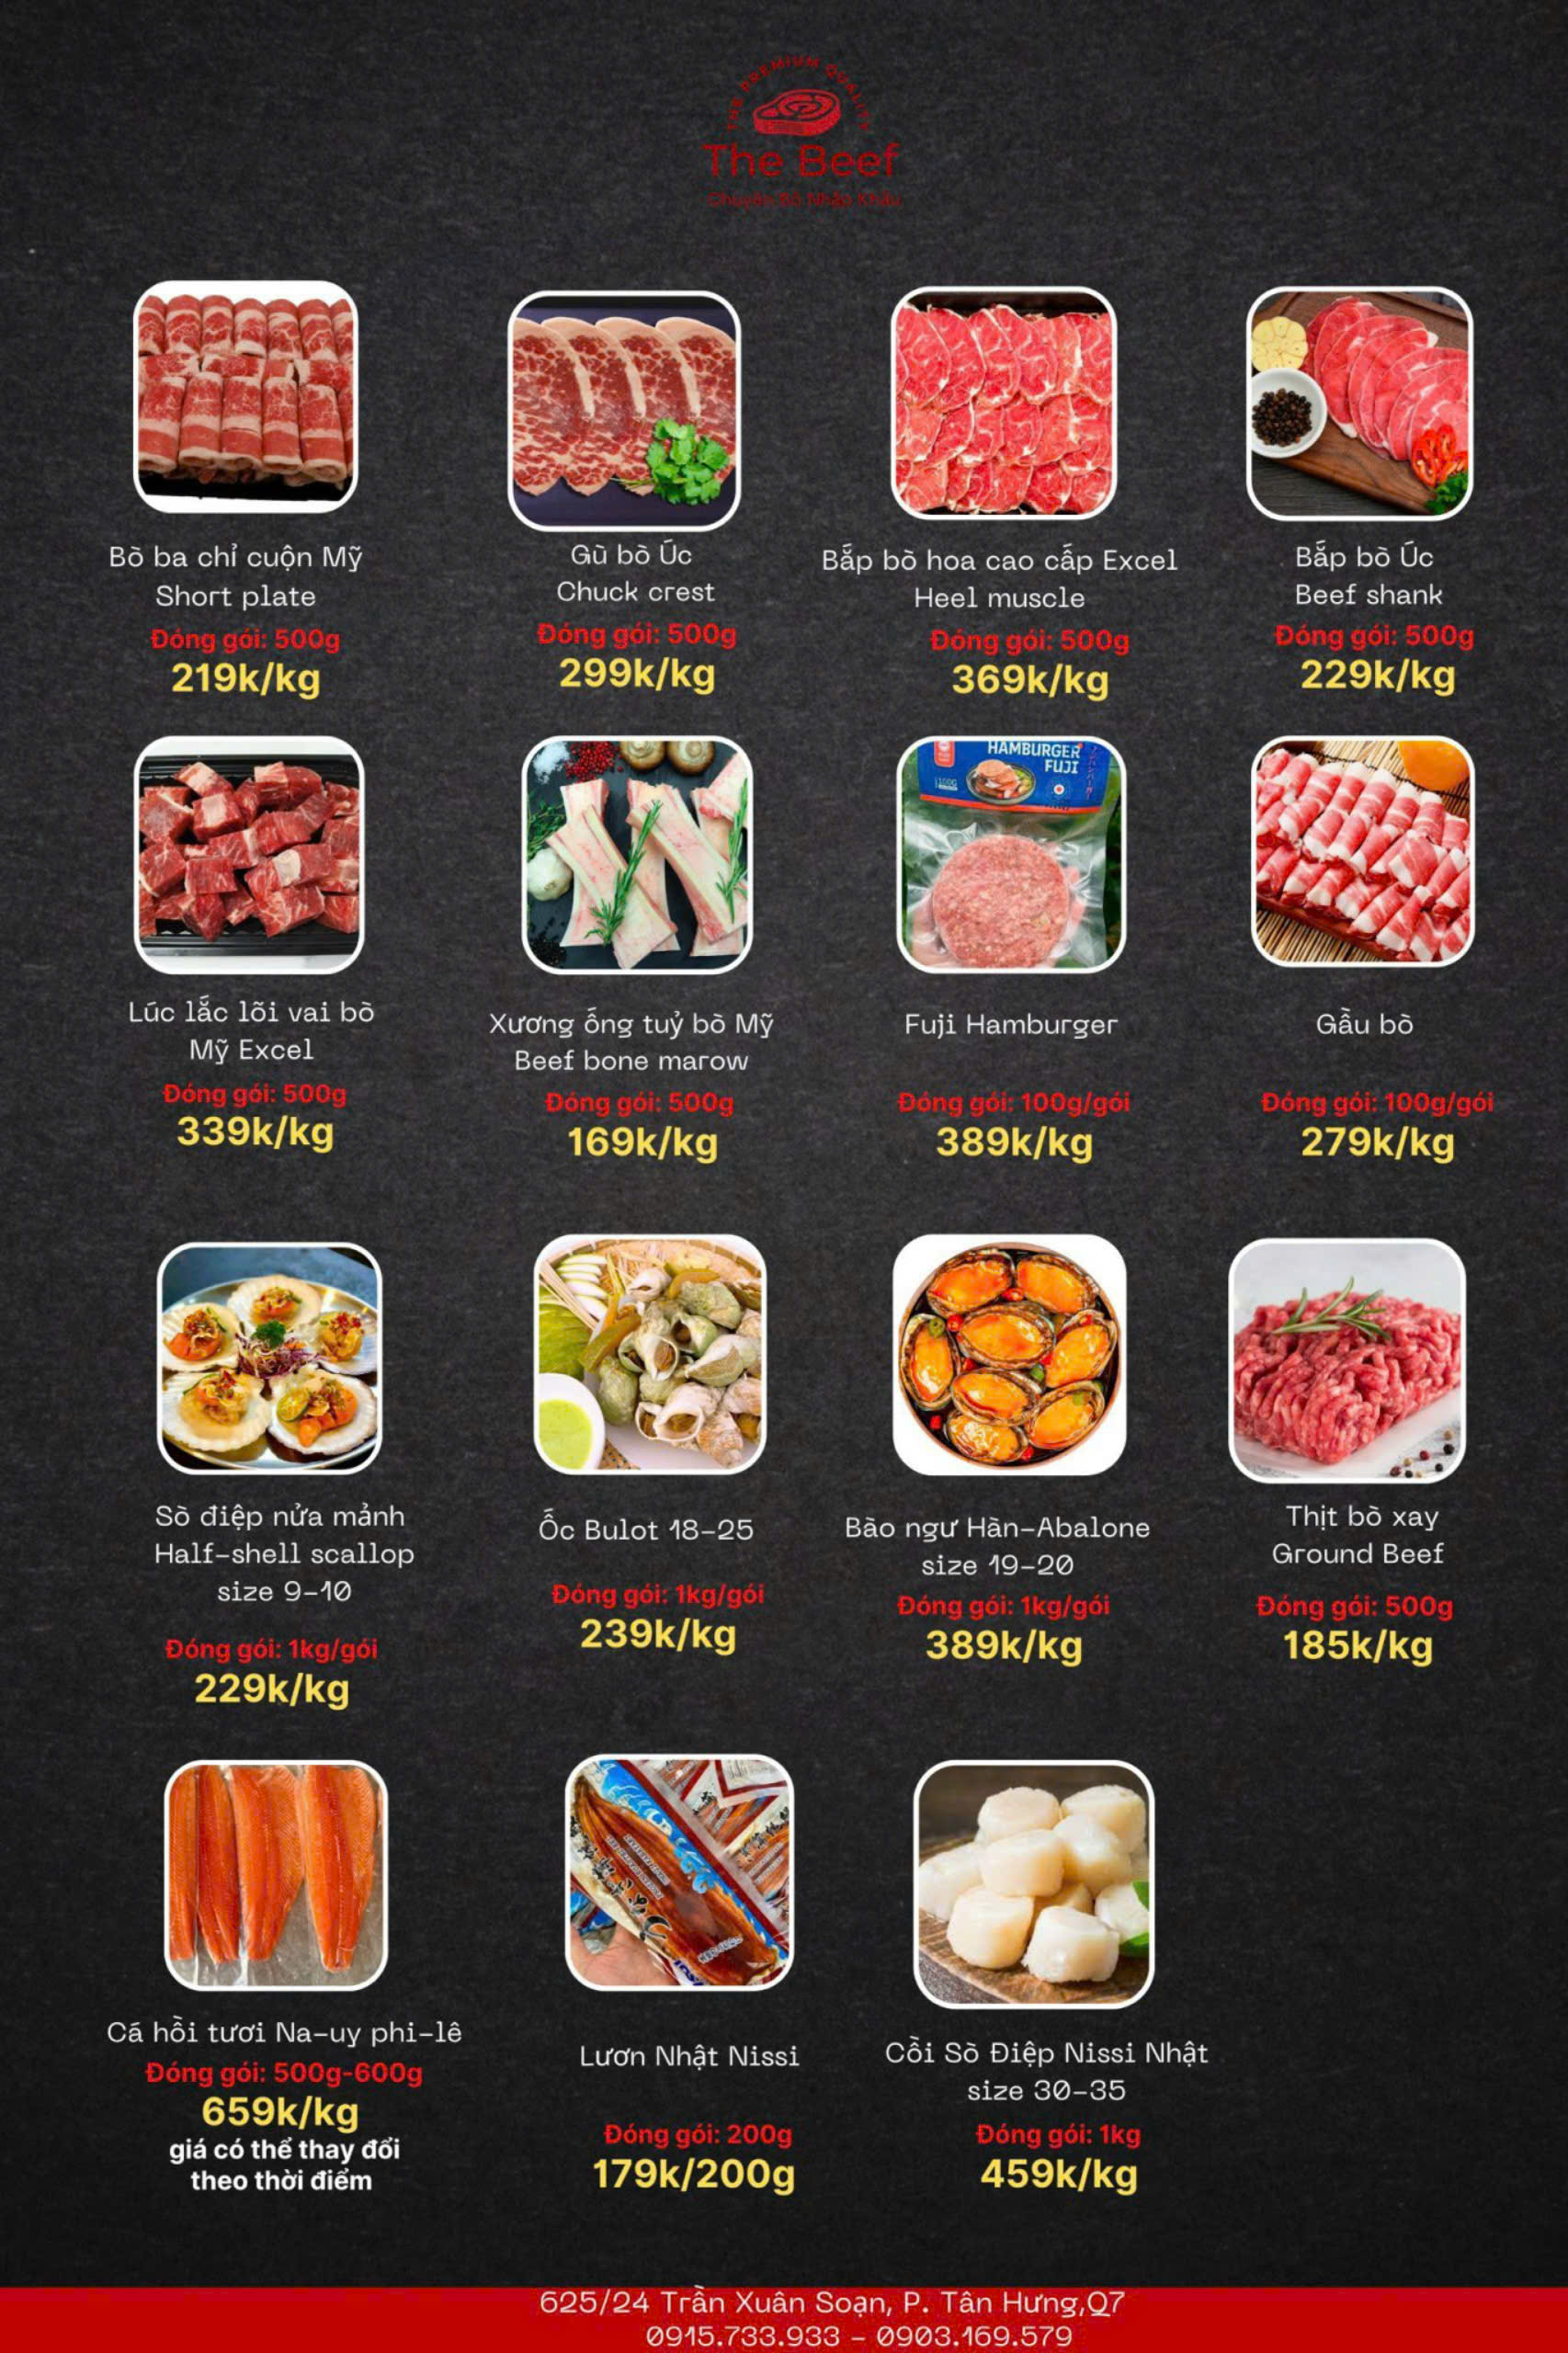 THE PREMIUM QUALITY
The Beef
Chuyên Bò Nhập Khẩu
Bò ba chỉ cuộn Mỹ
Short plate
Đóng gói: 500g
219k/kg
Gù bò Úc
Chuck crest
Đóng gói: 500g
299k/kg
Bắp bò hoa cao cấp Excel
Heel muscle
Đóng gói: 500g
369k/kg
Bắp bò Úc
Beef shank
Đóng gói: 500g
229k/kg
HAMBURGER
FUJI
100G
Lúc lắc lõi vai bò
Mỹ Excel
Đóng gói: 500g
339k/kg
Xương ống tuỷ bò Mỹ
Beef bone marow
Đóng gói: 500g
169k/kg
Fuji Hamburger
Đóng gói: 100g/gói
389k/kg
Gầu bò
Đóng gói: 100g/gói
279k/kg
Sò điệp nửa mảnh
Half-shell scallop
size 9-10
Đóng gói: 1kg/gói
229k/kg
Ốc Bulot 18-25
Đóng gói: 1kg/gói
239k/kg
Bào ngư Hàn-Abalone
size 19-20
Đóng gói: 1kg/gói
389k/kg
Thịt bò xay
Ground Beef
Đóng gói: 500g
185k/kg
Cá hồi tươi Na-uy phi-lê
Đóng gói: 500g-600g
659k/kg
giá có thể thay đổi
theo thời điểm
Lươn Nhật Nissi
Đóng gói: 200g
179k/200g
Cồi Sò Điệp Nissi Nhật
size 30-35
Đóng gói: 1kg
459k/kg
625/24 Trần Xuân Soạn, P. Tân Hưng,Q7
0915.733.933 - 0903.169.579